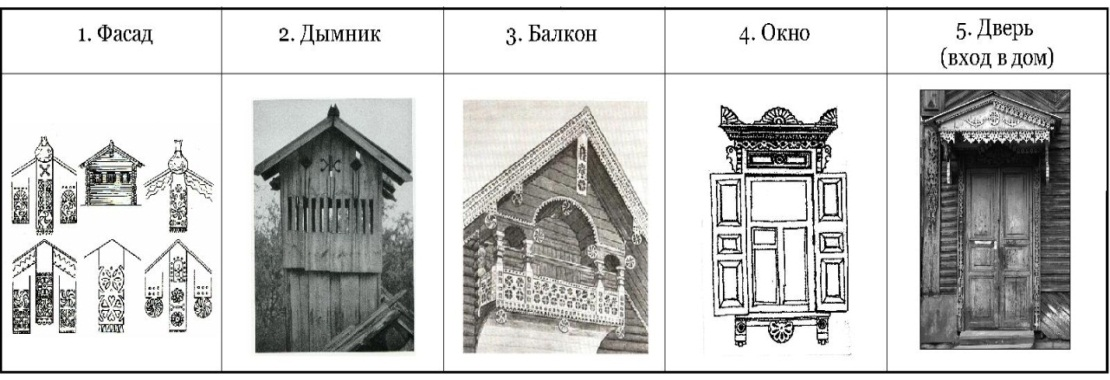 1. Фасад
2. Дымник
3. Балкон
4. Окно
5. Дверь
(вход в дом)